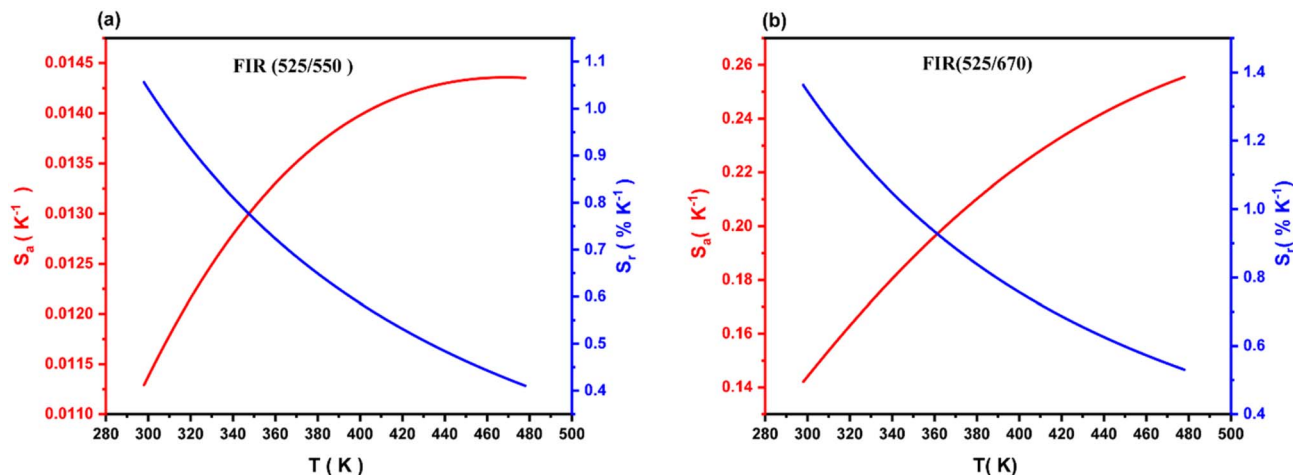 (a)
FIR (525/550 )
0.0145
0.0140
0.0135
0.0130
0.0125
0.0120
0.0115
0.0110
Sₐ ( K⁻¹ )
1.1
1.0
0.9
0.8
0.7
0.6
0.5
0.4
Sᵣ ( % K⁻¹ )
280 300 320 340 360 380 400 420 440 460 480 500
T ( K )
(b)
FIR(525/670)
0.26
0.24
0.22
0.20
0.18
0.16
0.14
Sₐ( K⁻¹)
1.4
1.2
1.0
0.8
0.6
0.4
Sᵣ ( % K⁻¹)
280 300 320 340 360 380 400 420 440 460 480 500
T( K)